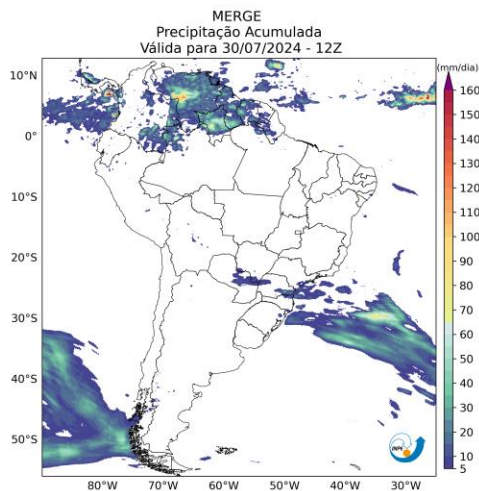 MERGE
Precipitação Acumulada
Válida para 30/07/2024 - 12Z
(mm/dia)
10°N
0°
10°S
20°S
30°S
40°S
50°S
80°W 70°W 60°W 50°W 40°W 30°W
160
150
140
130
120
110
100
90
80
70
60
50
40
30
20
10
5
INPE